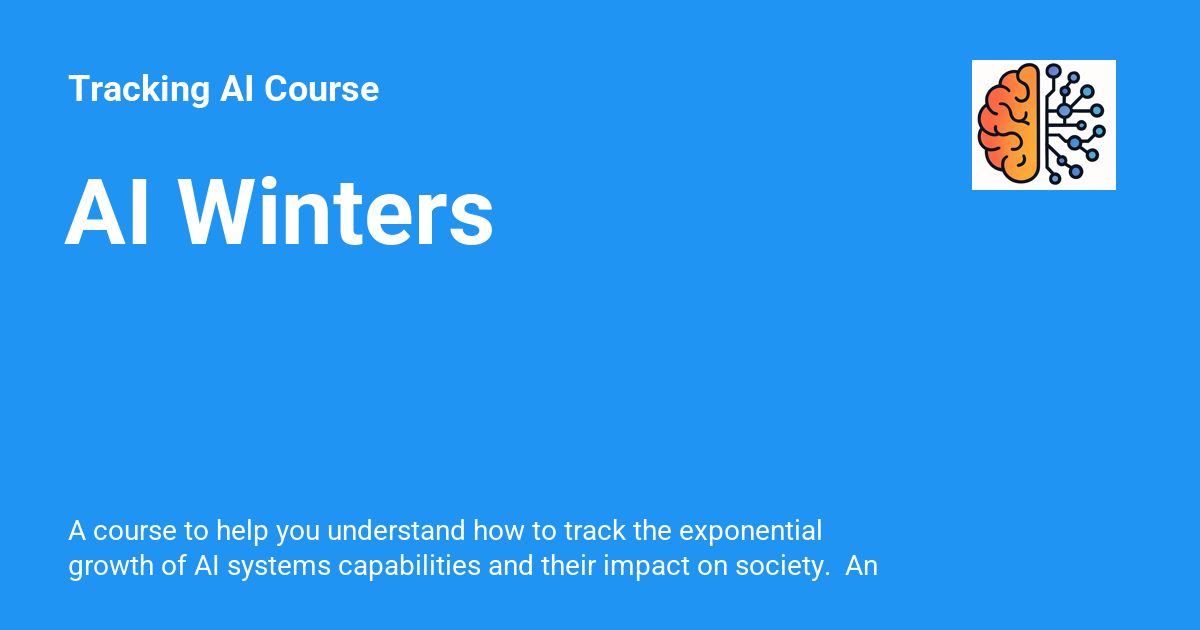 Tracking AI Course
AI Winters
A course to help you understand how to track the exponential
growth of AI systems capabilities and their impact on society.  An